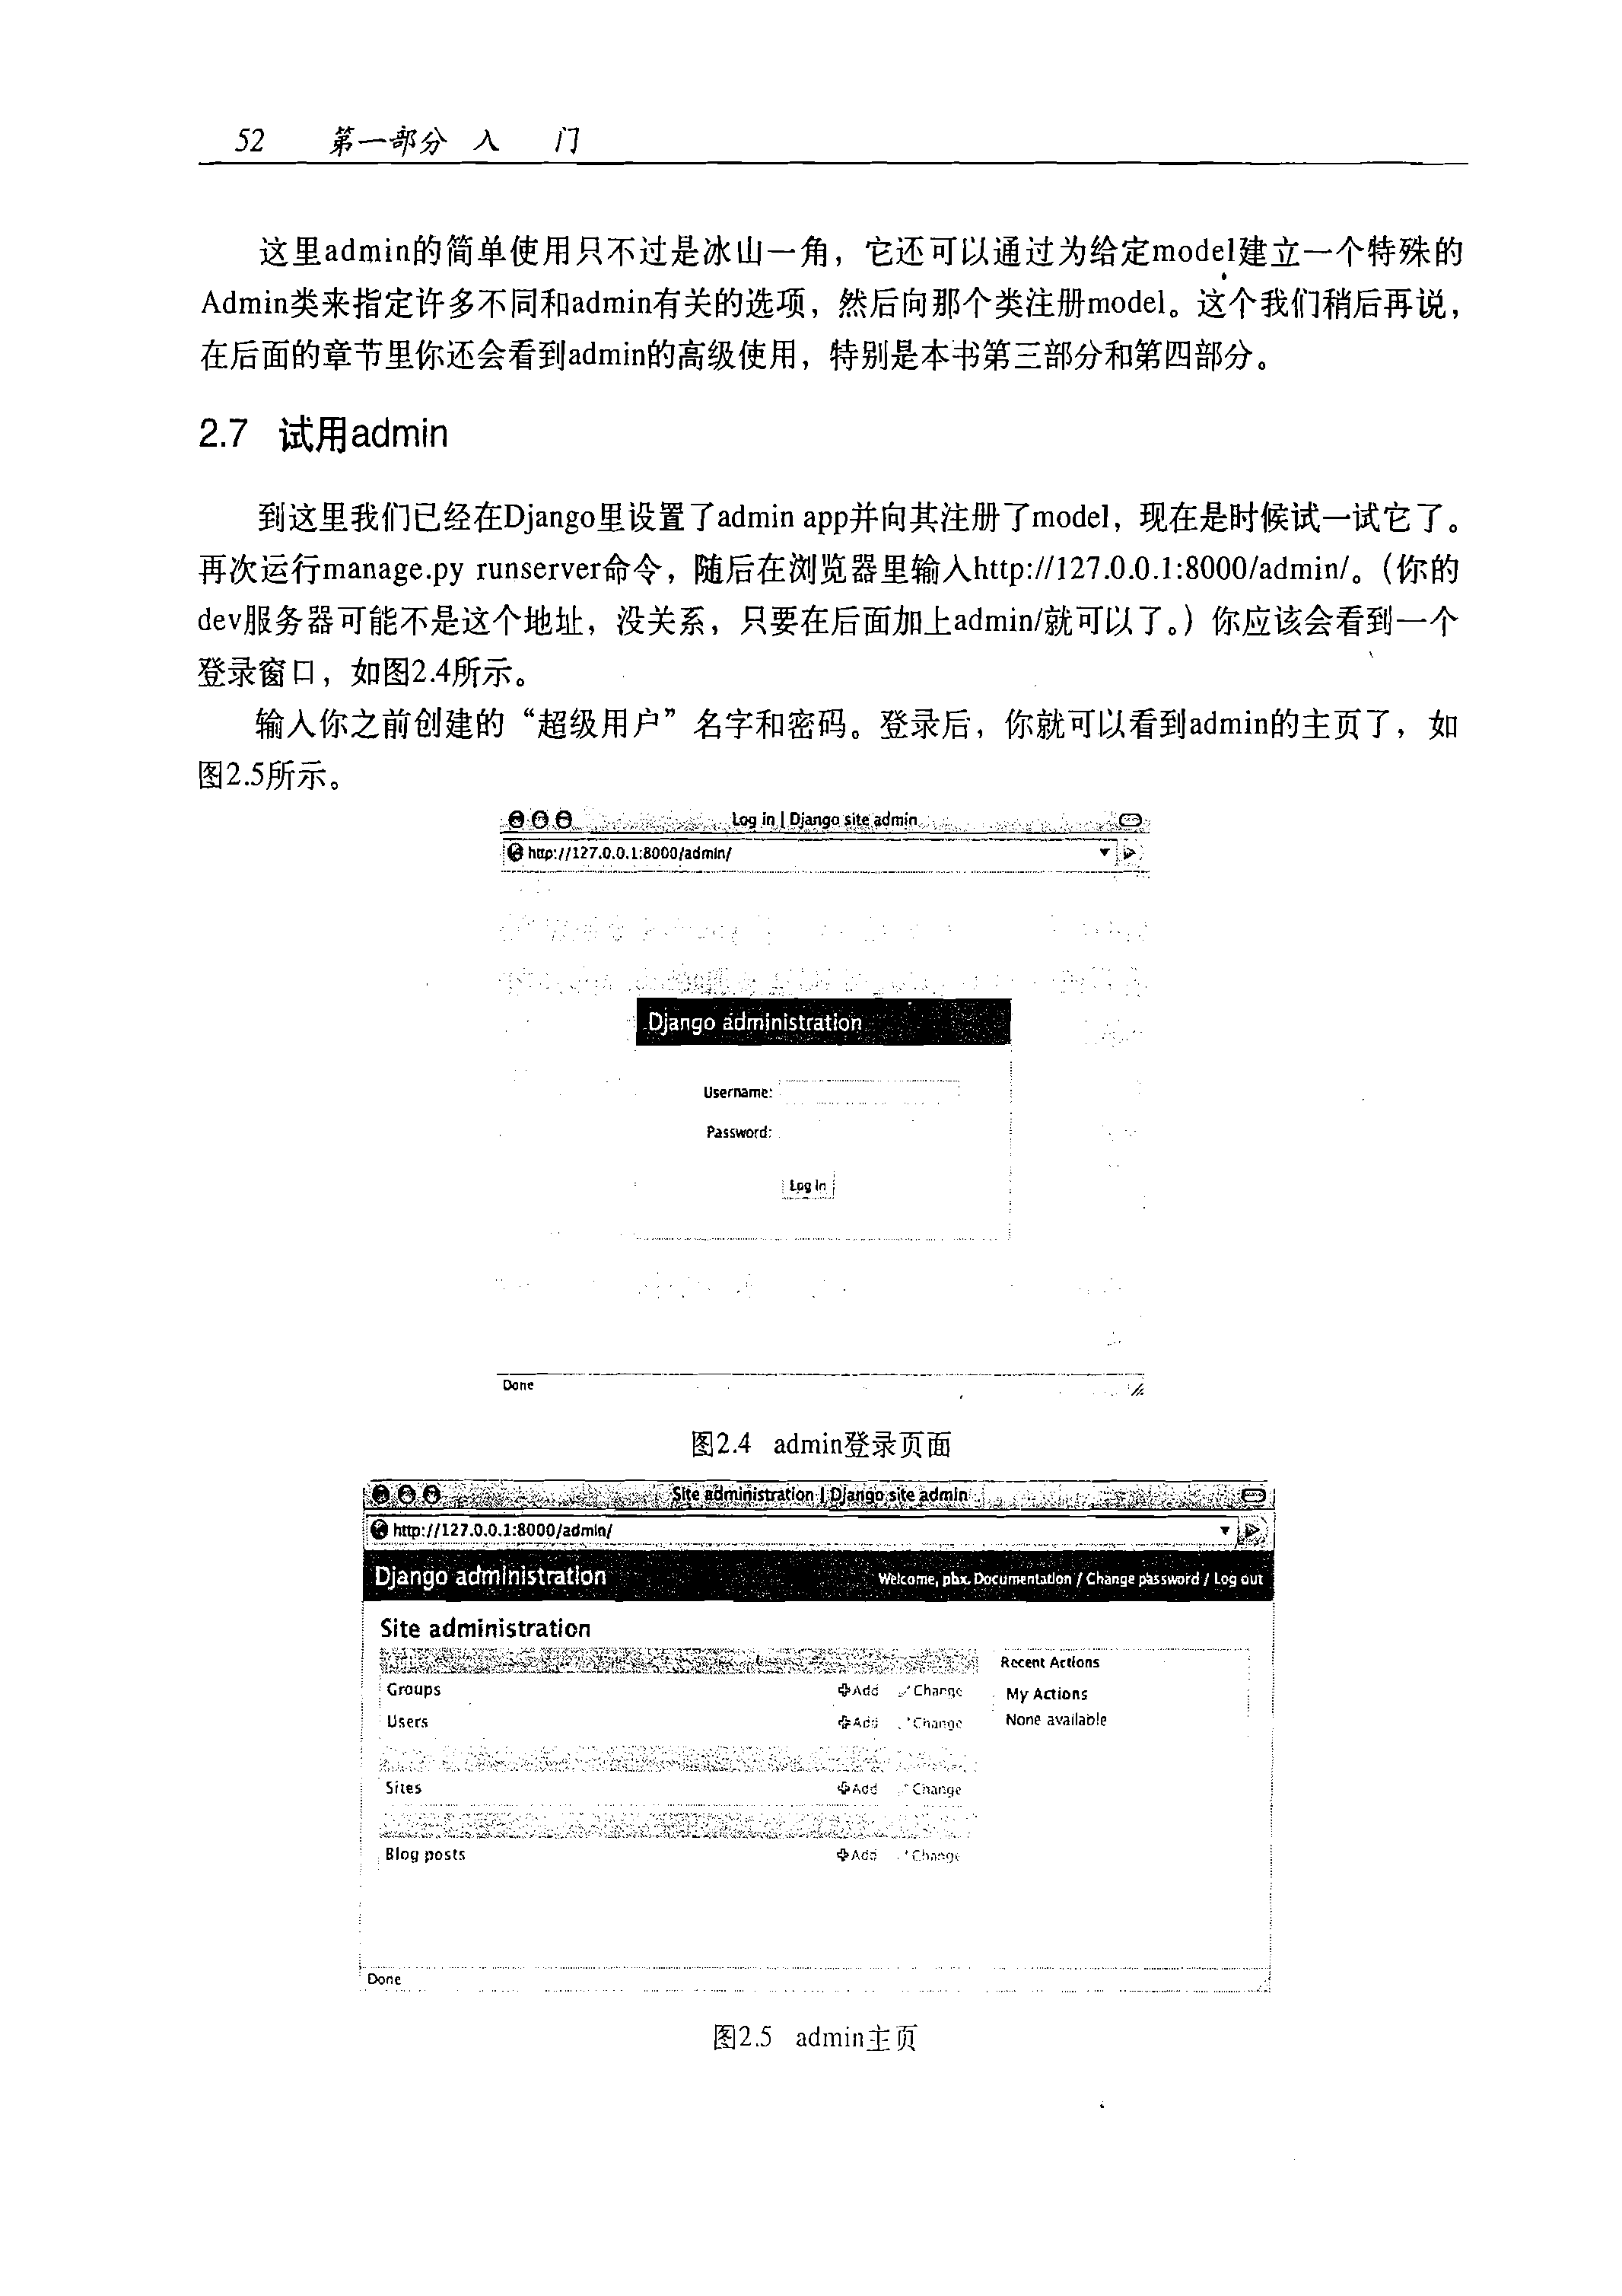 52 第一部分 入 门
这里admin的简单使用只不过是冰山一角，它还可以通过为给定model建立一个特殊的
Admin类来指定许多不同和admin有关的选项，然后向那个类注册model。这个我们稍后再说，
在后面的章节里你还会看到admin的高级使用，特别是本书第三部分和第四部分。
2.7 试用admin
到这里我们已经在Django里设置了admin app并向其注册了model，现在是时候试一试它了。
再次运行manage.py runserver命令，随后在浏览器里输入http://127.0.0.1:8000/admin/。（你的
dev服务器可能不是这个地址，没关系，只要在后面加上admin/就可以了。）你应该会看到一个
登录窗口，如图2.4所示。
输入你之前创建的“超级用户”名字和密码。登录后，你就可以看到admin的主页了，如
图2.5所示。
Log in | Django site admin
http://127.0.0.1:8000/admin/
Django administration
Username:
Password:
Log in
Done
图2.4 admin登录页面
Site administration | Django site admin
http://127.0.0.1:8000/admin/
Django administration Welcome, pbx. Documentation / Change password / Log out
Site administration
Recent Actions
Groups Add Change
My Actions
Users Add Change
None available
Sites Add Change
Blog posts Add Change
Done
图2.5 admin主页